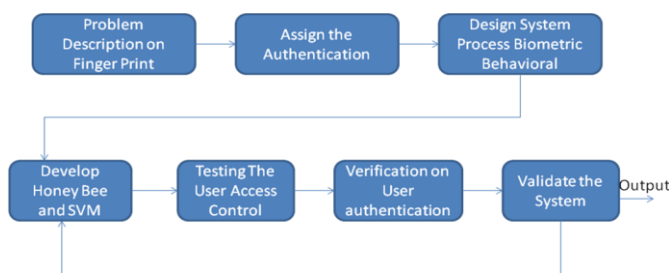 Problem
Description on
Finger Print
Assign the
Authentication
Design System
Process Biometric
Behavioral
Develop
Honey Bee
and SVM
Testing The
User Access
Control
Verification on
User
authentication
Validate the
System
Output